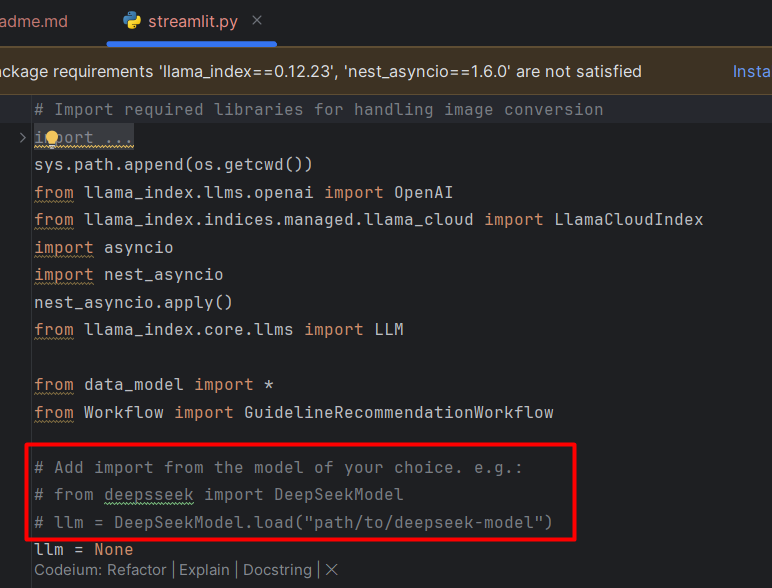 adme.md streamlit.py
ackage requirements 'llama_index==0.12.23', 'nest_asyncio==1.6.0' are not satisfied Insta
# Import required libraries for handling image conversion
import ...
sys.path.append(os.getcwd())
from llama_index.llms.openai import OpenAI
from llama_index.indices.managed.llama_cloud import LlamaCloudIndex
import asyncio
import nest_asyncio
nest_asyncio.apply()
from llama_index.core.llms import LLM
from data_model import *
from Workflow import GuidelineRecommendationWorkflow
# Add import from the model of your choice. e.g.:
# from deepsseek import DeepSeekModel
# llm = DeepSeekModel.load("path/to/deepseek-model")
llm = None
Codeium: Refactor | Explain | Docstring | ×